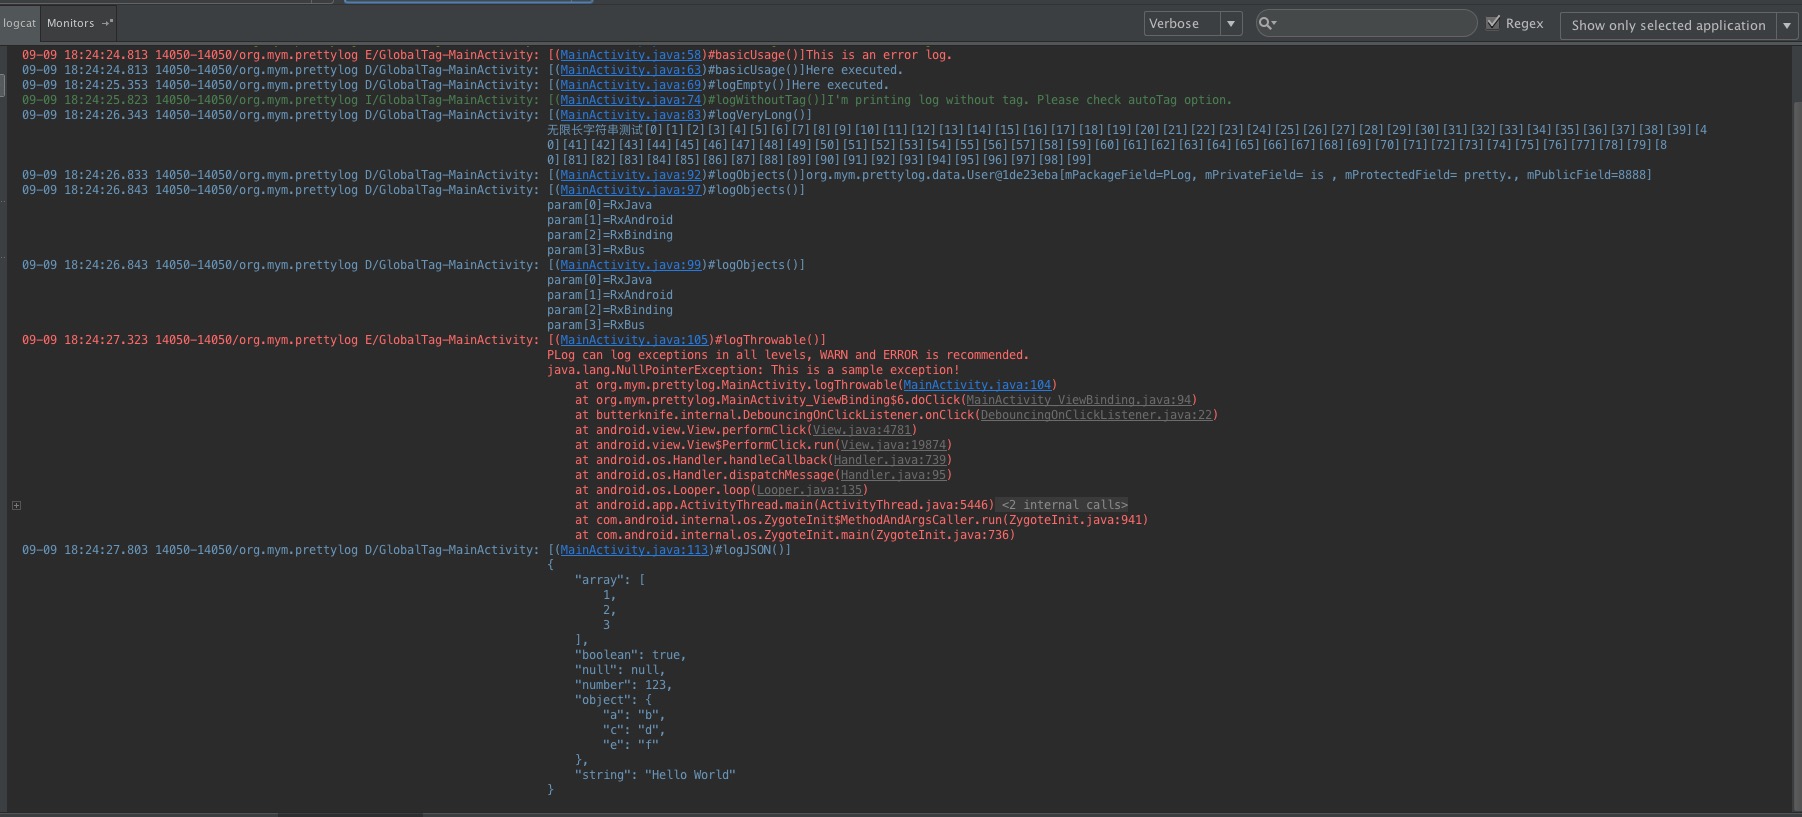 logcat
Monitors
Verbose
Regex
Show only selected application
09-09 18:24:24.813 14050-14050/org.mym.prettylog E/GlobalTag-MainActivity: [(MainActivity.java:58)#basicUsage()]This is an error log.
09-09 18:24:24.813 14050-14050/org.mym.prettylog D/GlobalTag-MainActivity: [(MainActivity.java:63)#basicUsage()]Here executed.
09-09 18:24:25.353 14050-14050/org.mym.prettylog D/GlobalTag-MainActivity: [(MainActivity.java:69)#logEmpty()]Here executed.
09-09 18:24:25.823 14050-14050/org.mym.prettylog I/GlobalTag-MainActivity: [(MainActivity.java:74)#logWithoutTag()]I'm printing log without tag. Please check autoTag option.
09-09 18:24:26.343 14050-14050/org.mym.prettylog D/GlobalTag-MainActivity: [(MainActivity.java:83)#logVeryLong()]
无限长字符串测试[0][1][2][3][4][5][6][7][8][9][10][11][12][13][14][15][16][17][18][19][20][21][22][23][24][25][26][27][28][29][30][31][32][33][34][35][36][37][38][39][4
0][41][42][43][44][45][46][47][48][49][50][51][52][53][54][55][56][57][58][59][60][61][62][63][64][65][66][67][68][69][70][71][72][73][74][75][76][77][78][79][8
0][81][82][83][84][85][86][87][88][89][90][91][92][93][94][95][96][97][98][99]
09-09 18:24:26.833 14050-14050/org.mym.prettylog D/GlobalTag-MainActivity: [(MainActivity.java:92)#logObjects()]org.mym.prettylog.data.User@1de23eba[mPackageField=PLog, mPrivateField= is , mProtectedField= pretty., mPublicField=8888]
09-09 18:24:26.843 14050-14050/org.mym.prettylog D/GlobalTag-MainActivity: [(MainActivity.java:97)#logObjects()]
param[0]=RxJava
param[1]=RxAndroid
param[2]=RxBinding
param[3]=RxBus
09-09 18:24:26.843 14050-14050/org.mym.prettylog D/GlobalTag-MainActivity: [(MainActivity.java:99)#logObjects()]
param[0]=RxJava
param[1]=RxAndroid
param[2]=RxBinding
param[3]=RxBus
09-09 18:24:27.323 14050-14050/org.mym.prettylog E/GlobalTag-MainActivity: [(MainActivity.java:105)#logThrowable()]
PLog can log exceptions in all levels, WARN and ERROR is recommended.
java.lang.NullPointerException: This is a sample exception!
at org.mym.prettylog.MainActivity.logThrowable(MainActivity.java:104)
at org.mym.prettylog.MainActivity_ViewBinding$6.doClick(MainActivity_ViewBinding.java:94)
at butterknife.internal.DebouncingOnClickListener.onClick(DebouncingOnClickListener.java:22)
at android.view.View.performClick(View.java:4781)
at android.view.View$PerformClick.run(View.java:19874)
at android.os.Handler.handleCallback(Handler.java:739)
at android.os.Handler.dispatchMessage(Handler.java:95)
at android.os.Looper.loop(Looper.java:135)
at android.app.ActivityThread.main(ActivityThread.java:5446) <2 internal calls>
at com.android.internal.os.ZygoteInit$MethodAndArgsCaller.run(ZygoteInit.java:941)
at com.android.internal.os.ZygoteInit.main(ZygoteInit.java:736)
09-09 18:24:27.803 14050-14050/org.mym.prettylog D/GlobalTag-MainActivity: [(MainActivity.java:113)#logJSON()]
{
"array": [
1,
2,
3
],
"boolean": true,
"null": null,
"number": 123,
"object": {
"a": "b",
"c": "d",
"e": "f"
},
"string": "Hello World"
}